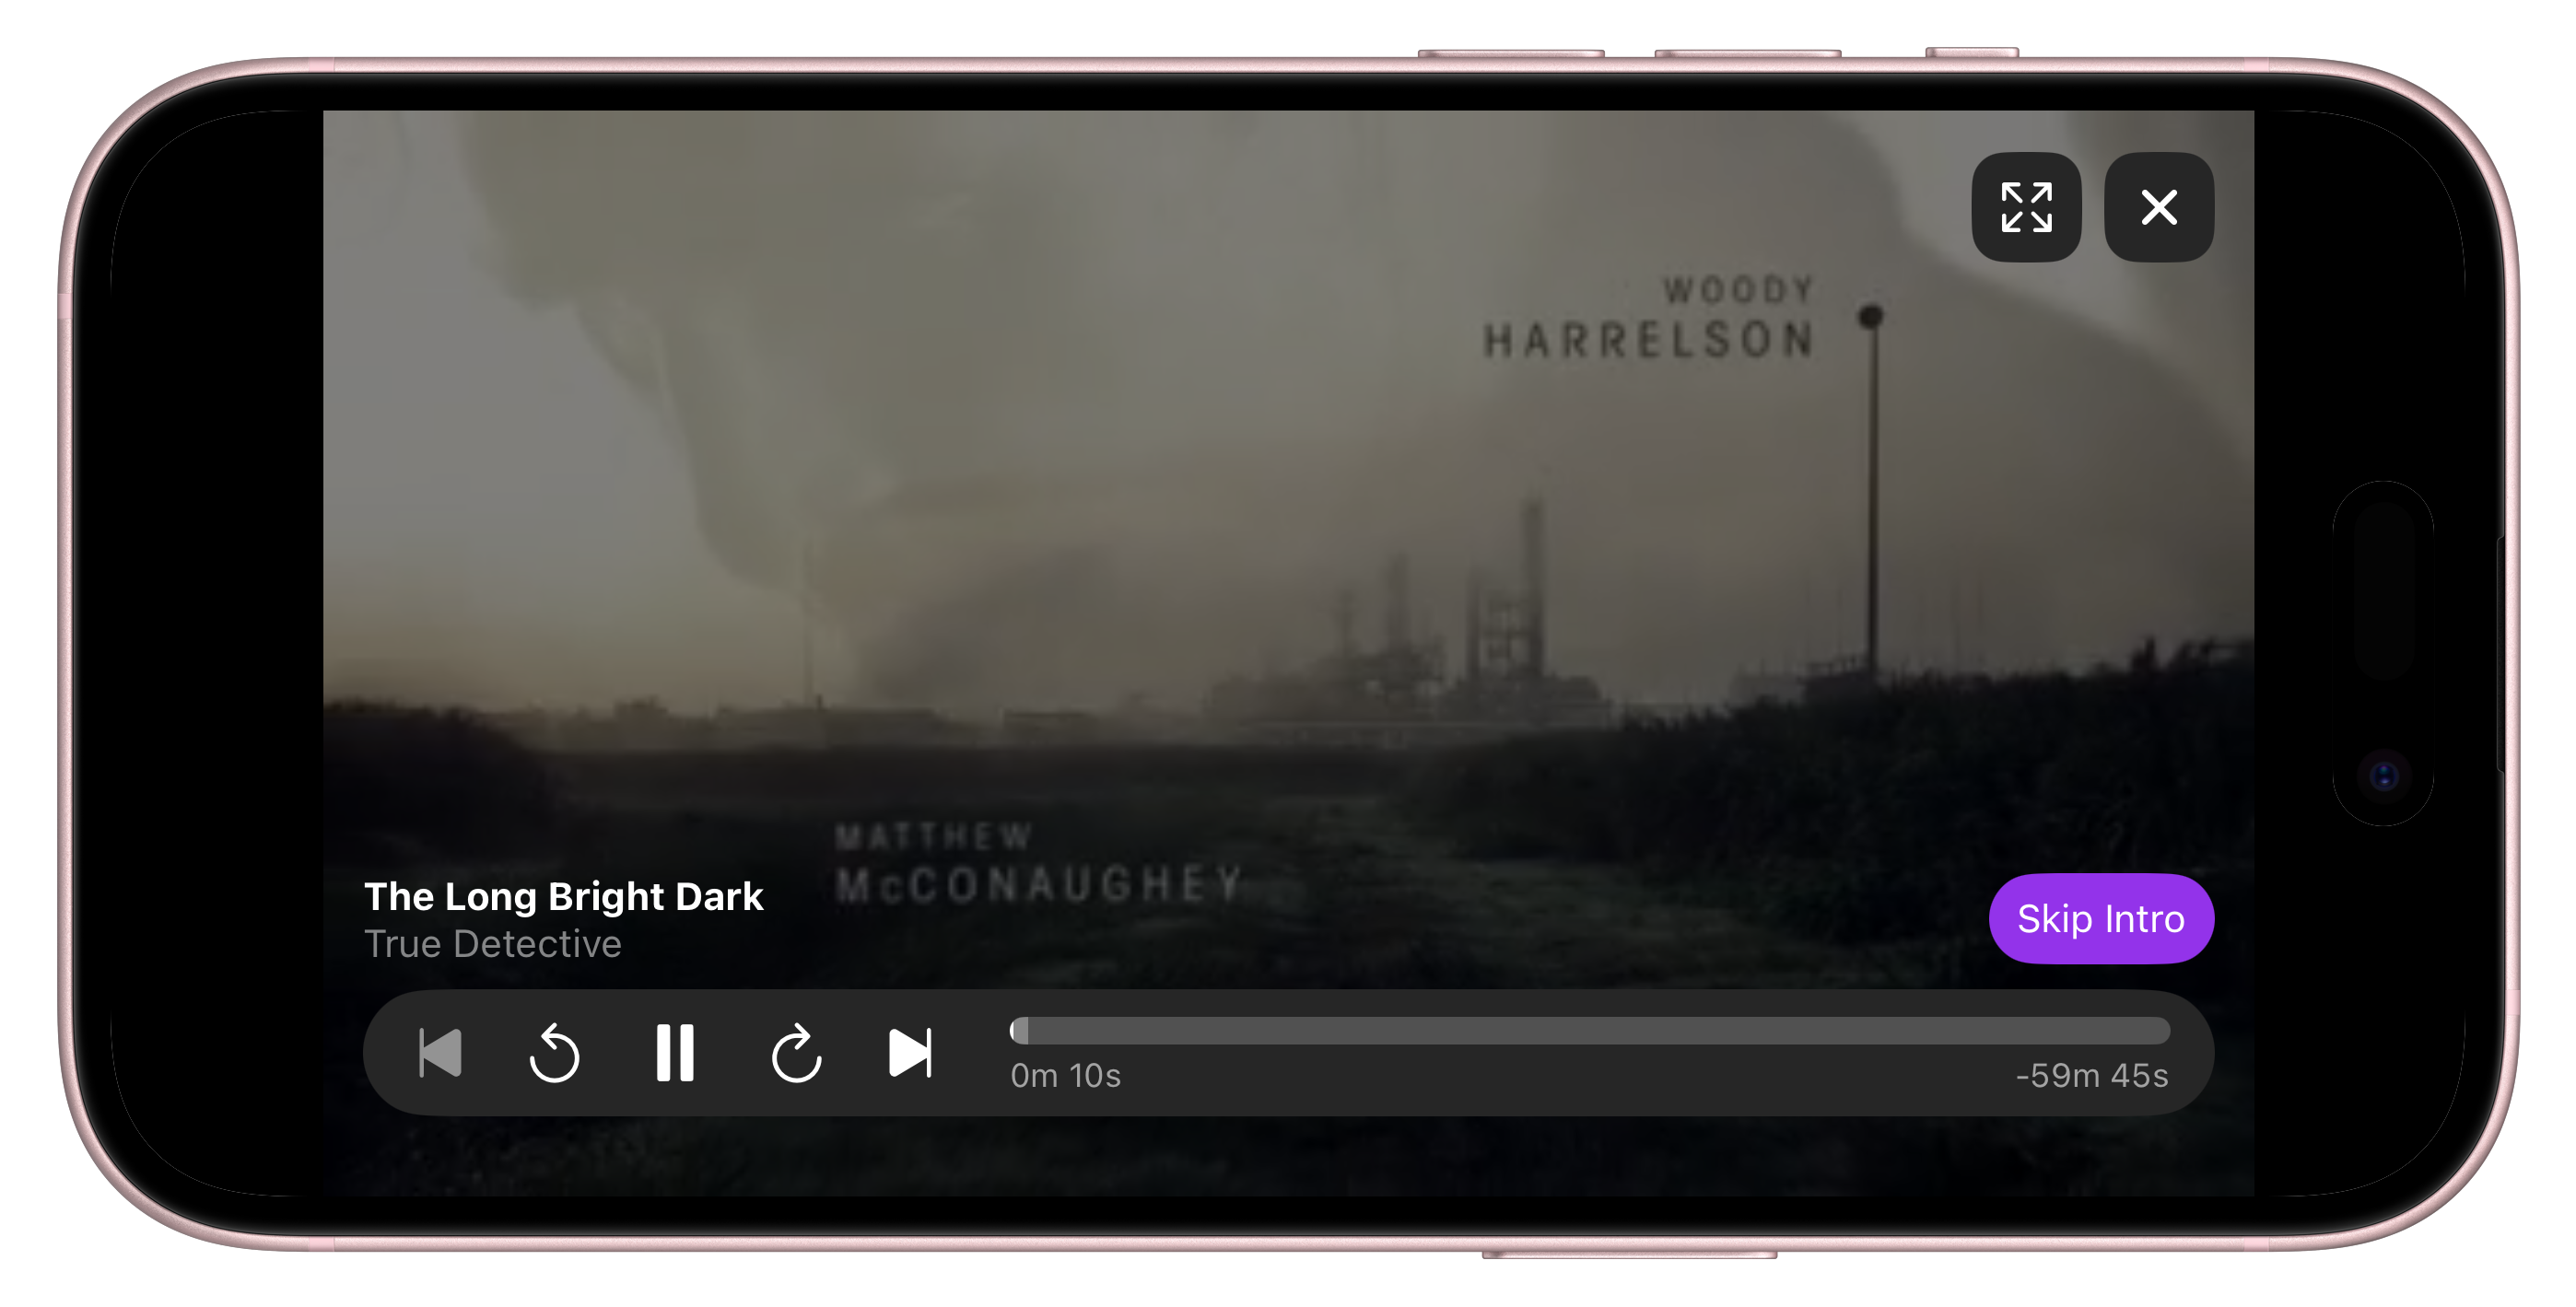 WOODY
HARRELSON
MATTHEW
McCONAUGHEY
The Long Bright Dark
True Detective
Skip Intro
0m 10s
-59m 45s